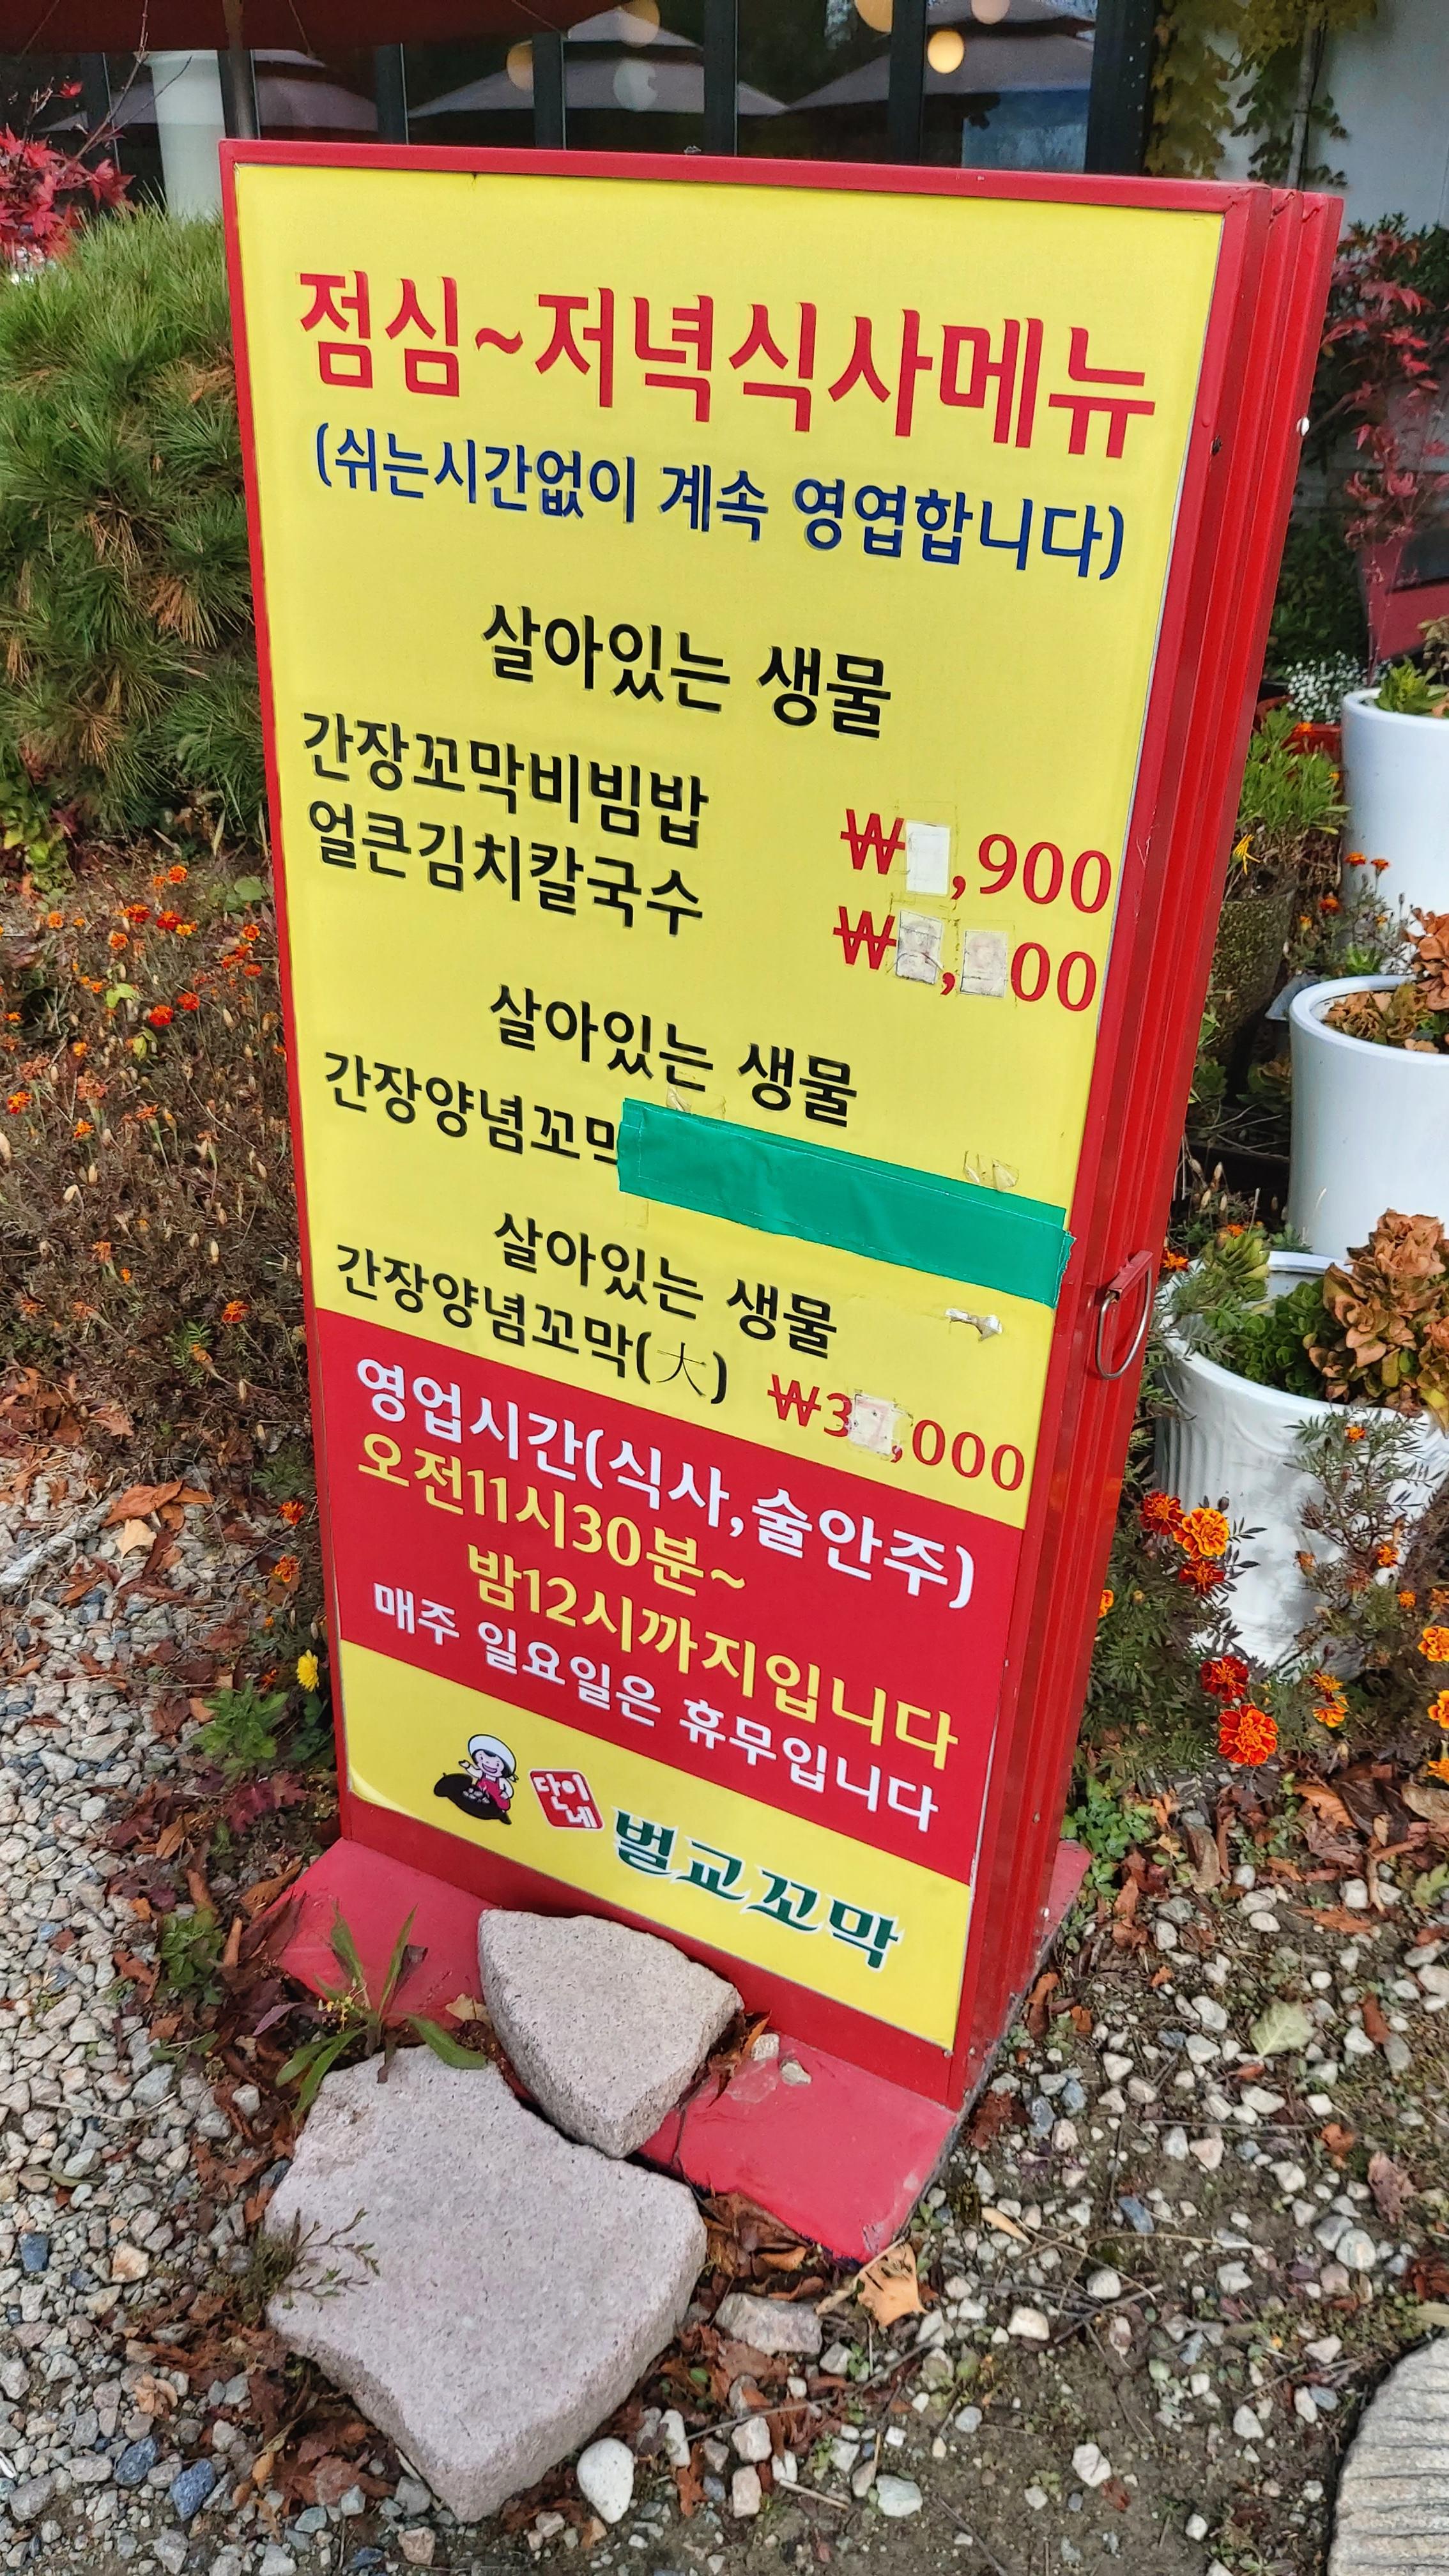 점심~저녁식사메뉴
(쉬는시간없이 계속 영엽합니다)
살아있는 생물
간장꼬막비빔밥 ₩ ,900
얼큰김치칼국수 ₩ , 00
살아있는 생물
간장양념꼬막
살아있는 생물
간장양념꼬막(大) ₩3 ,000
영업시간(식사,술안주)
오전11시30분~
밤12시까지입니다
매주 일요일은 휴무입니다
단이네 벌교꼬막